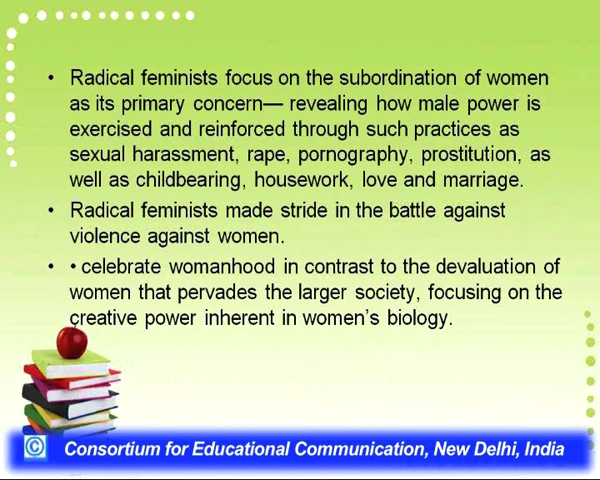 • Radical feminists focus on the subordination of women
as its primary concern— revealing how male power is
exercised and reinforced through such practices as
sexual harassment, rape, pornography, prostitution, as
well as childbearing, housework, love and marriage.
• Radical feminists made stride in the battle against
violence against women.
• • celebrate womanhood in contrast to the devaluation of
women that pervades the larger society, focusing on the
creative power inherent in women’s biology.
© Consortium for Educational Communication, New Delhi, India